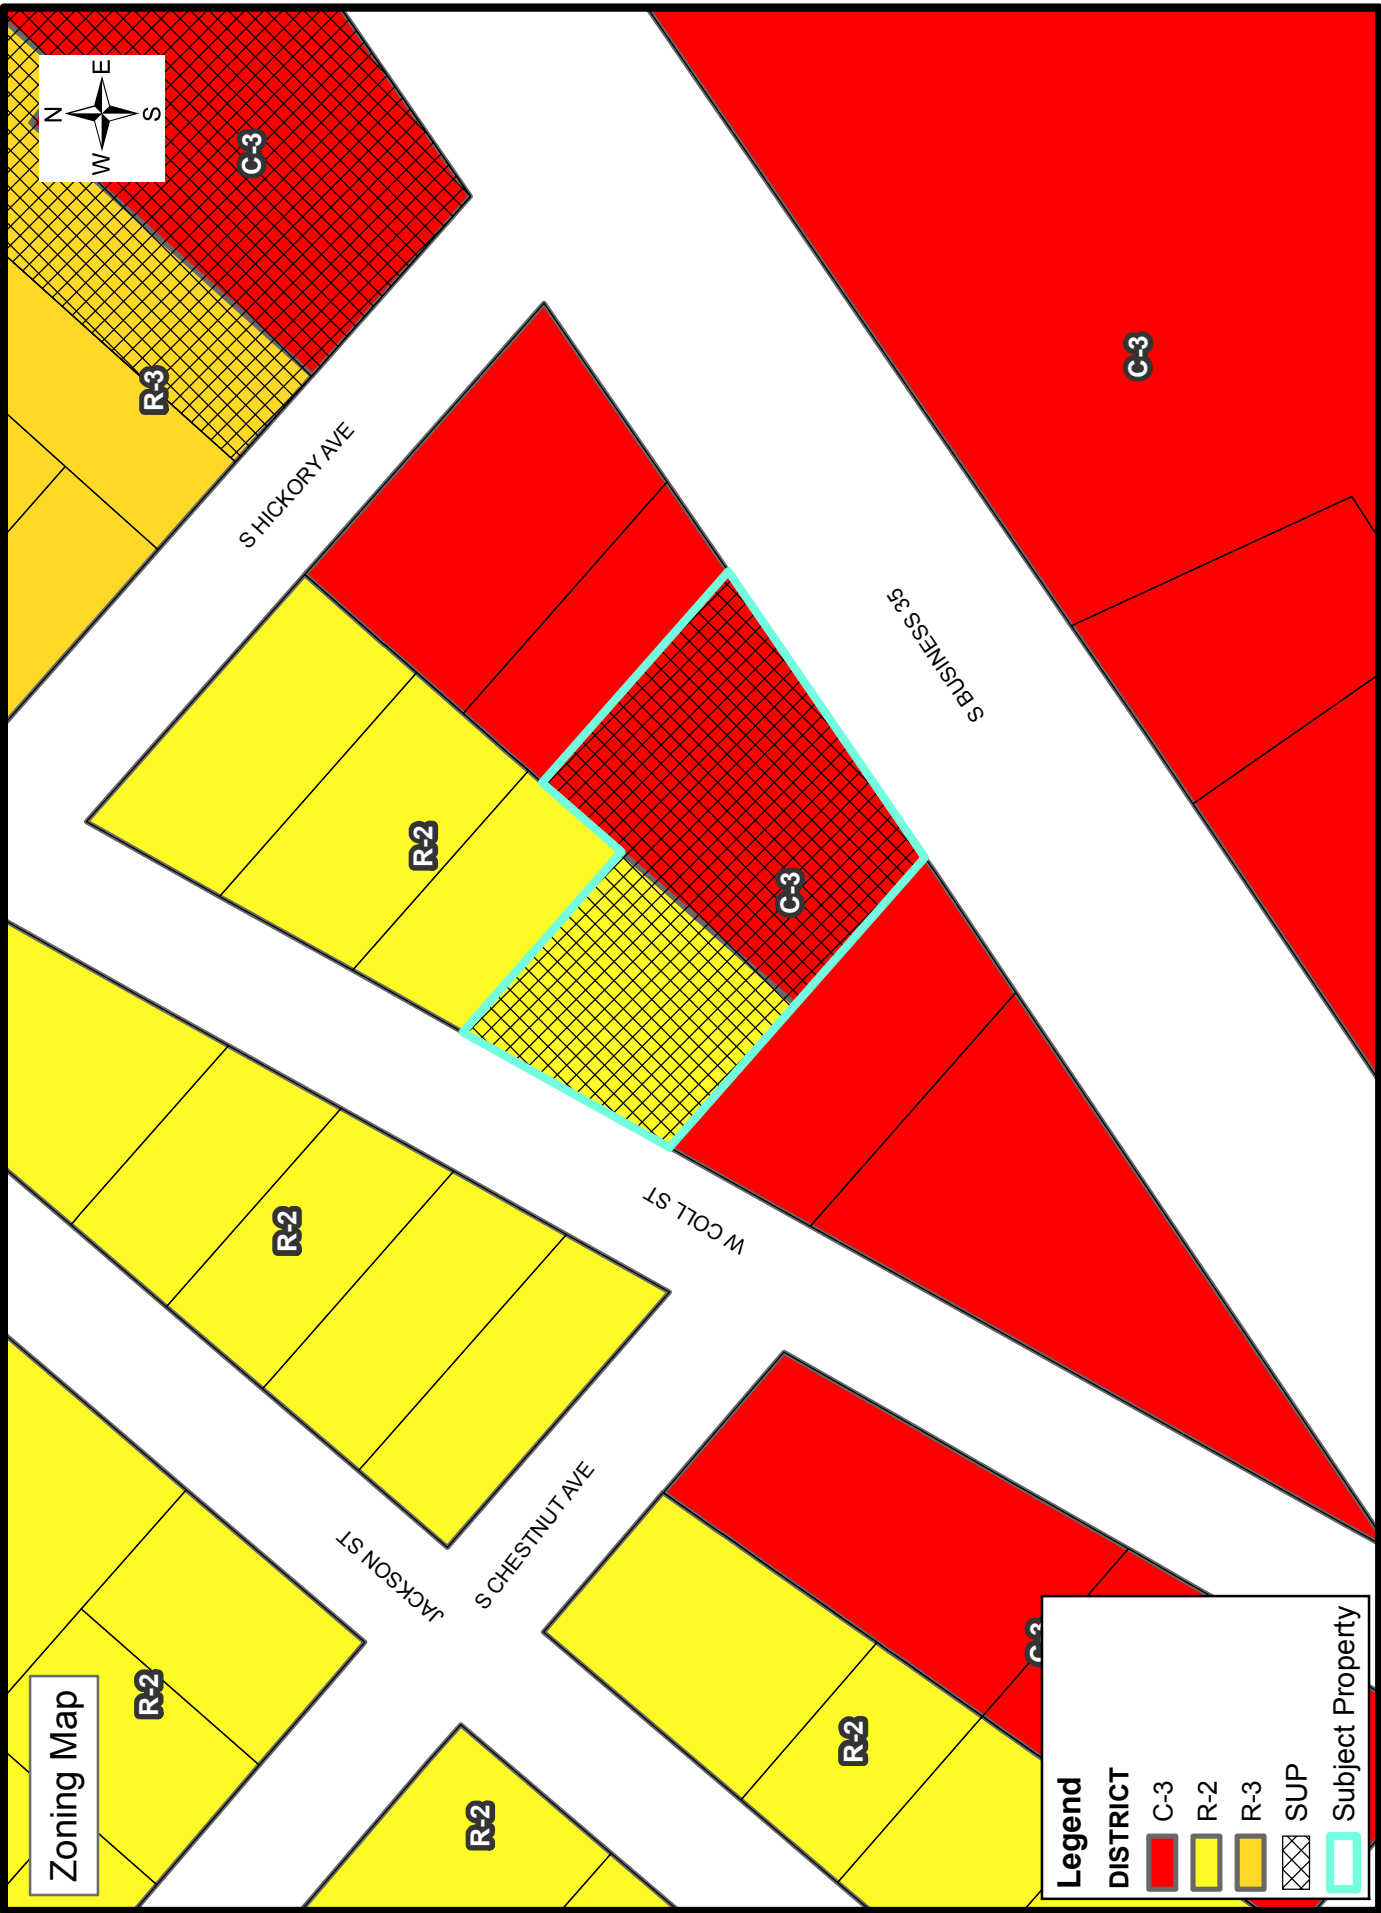 Zoning Map
N
E
W
S
C-3
R-3
S HICKORY AVE
C-3
R-2
S BUSINESS 35
C-3
R-2
W COLL ST
JACKSON ST
S CHESTNUT AVE
R-2
R-2
R-2
C-3
Legend
DISTRICT
C-3
R-2
R-3
SUP
Subject Property